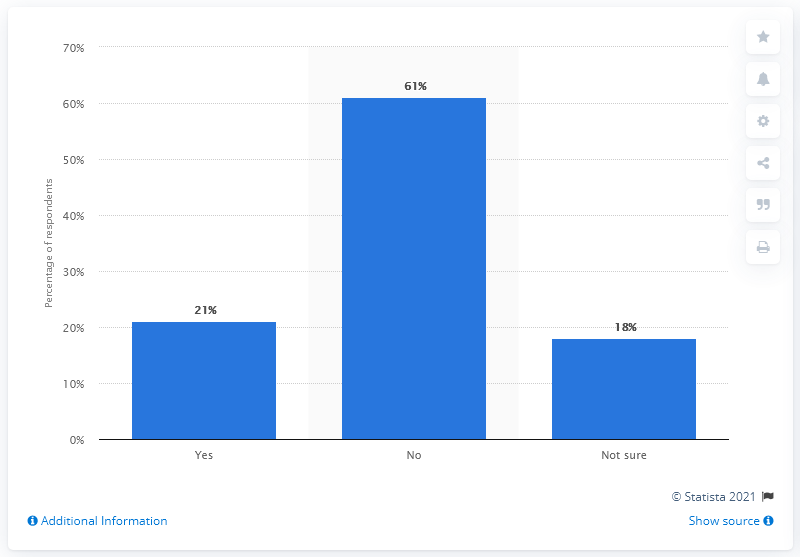 70%
61%
60%
50%
40%
30%
21%
20%
18%
10%
0%
Percentage of respondents
Yes
No
Not sure
© Statista 2021
Additional Information
Show source